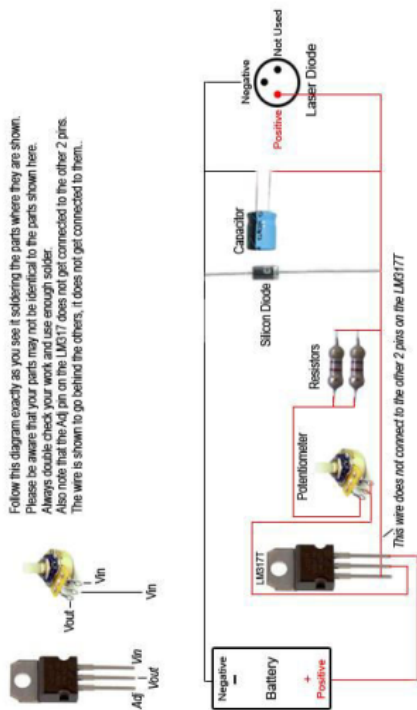 Follow this diagram exactly as you see it soldering the parts where they are shown.
Please be aware that your parts may not be identical to the parts shown here.
Always double check your work and use enough solder.
Also note that the Adj pin on the LM317 does not get connected to the other 2 pins.
The wire is shown to go behind the others, it does not get connected to them..
Adj
Vout
Vin
Vout
Vin
Vin
Negative
Battery
Positive
LM317T
Potentiometer
Resistors
Silicon Diode
Capacitor
Negative
Not Used
Positive
Laser Diode
This wire does not connect to the other 2 pins on the LM317T